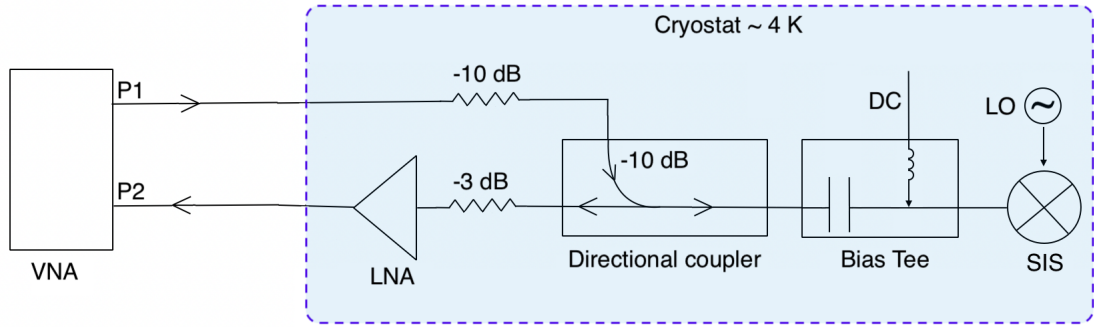 Cryostat ~ 4 K
P1
-10 dB
DC
LO
~
-10 dB
P2
-3 dB
VNA
LNA
Directional coupler
Bias Tee
SIS